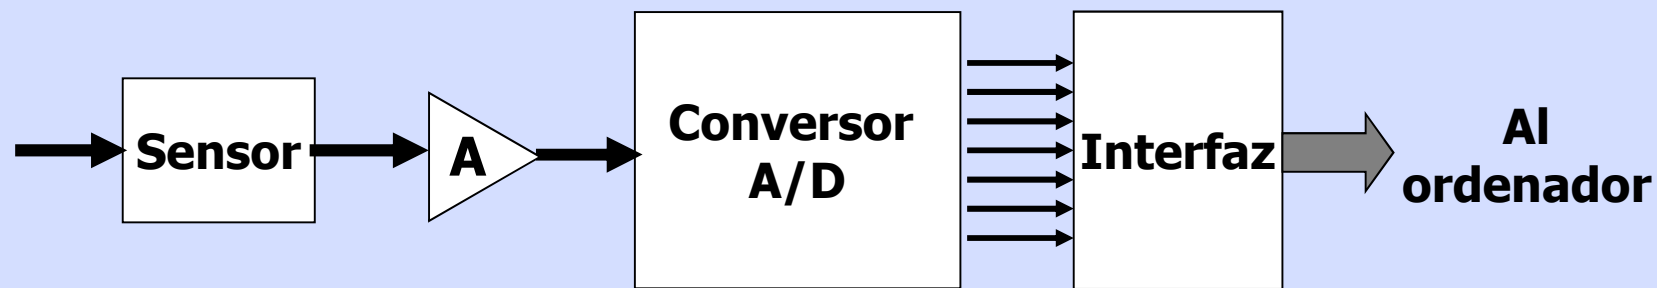 Sensor
A
Conversor
A/D
Interfaz
Al
ordenador